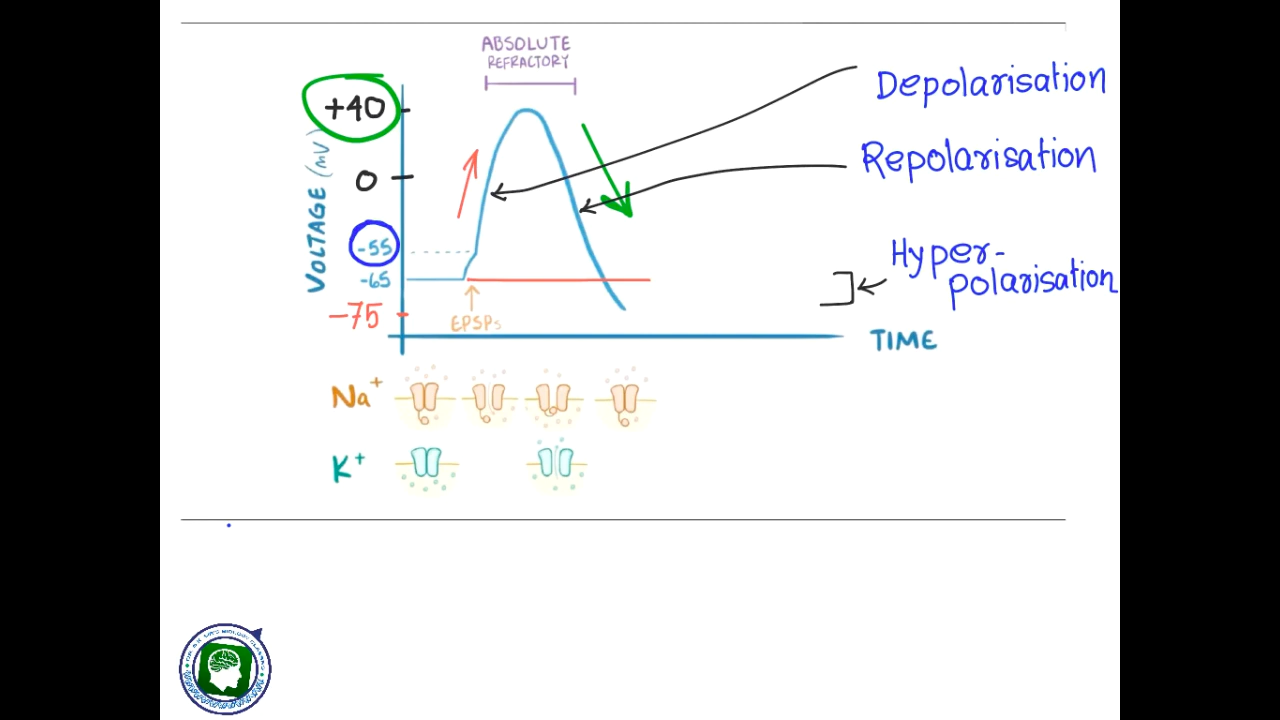 ABSOLUTE
REFRACTORY
Depolarisation
+40
Repolarisation
VOLTAGE (mV)
0
-55
Hyper-
polarisation
-65
-75
EPSPs
TIME
Na+
K+